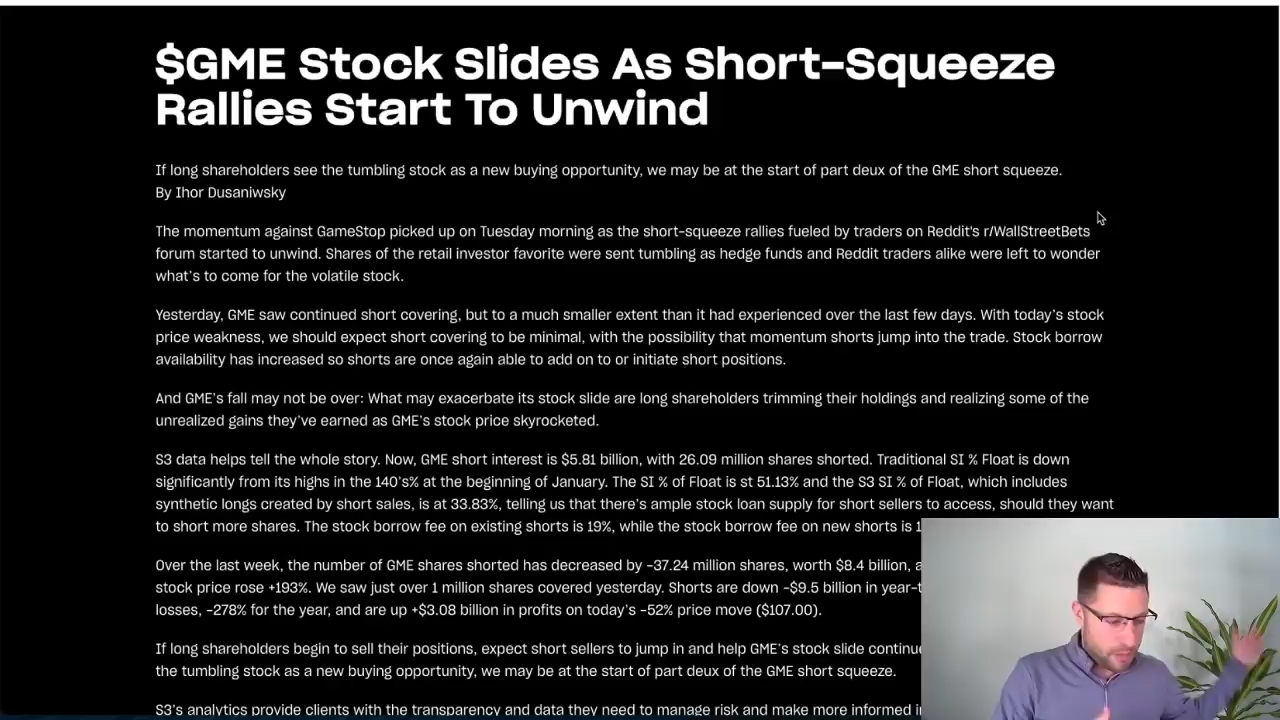 $GME Stock Slides As Short-Squeeze
Rallies Start To Unwind
If long shareholders see the tumbling stock as a new buying opportunity, we may be at the start of part deux of the GME short squeeze.
By Ihor Dusaniwsky
The momentum against GameStop picked up on Tuesday morning as the short-squeeze rallies fueled by traders on Reddit's r/WallStreetBets
forum started to unwind. Shares of the retail investor favorite were sent tumbling as hedge funds and Reddit traders alike were left to wonder
what's to come for the volatile stock.
Yesterday, GME saw continued short covering, but to a much smaller extent than it had experienced over the last few days. With today's stock
price weakness, we should expect short covering to be minimal, with the possibility that momentum shorts jump into the trade. Stock borrow
availability has increased so shorts are once again able to add on to or initiate short positions.
And GME's fall may not be over: What may exacerbate its stock slide are long shareholders trimming their holdings and realizing some of the
unrealized gains they've earned as GME's stock price skyrocketed.
S3 data helps tell the whole story. Now, GME short interest is $5.81 billion, with 26.09 million shares shorted. Traditional SI % Float is down
significantly from its highs in the 140's% at the beginning of January. The SI % of Float is st 51.13% and the S3 SI % of Float, which includes
synthetic longs created by short sales, is at 33.83%, telling us that there's ample stock loan supply for short sellers to access, should they want
to short more shares. The stock borrow fee on existing shorts is 19%, while the stock borrow fee on new shorts is
Over the last week, the number of GME shares shorted has decreased by -37.24 million shares, worth $8.4 billion,
stock price rose +193%. We saw just over 1 million shares covered yesterday. Shorts are down -$9.5 billion in
losses, -278% for the year, and are up +$3.08 billion in profits on today's -52% price move ($107.00).
If long shareholders begin to sell their positions, expect short sellers to jump in and help GME's stock slide
the tumbling stock as a new buying opportunity, we may be at the start of part deux of the GME short squeeze.
S3's analytics provide clients with the transparency and data they need to manage risk and make more informed